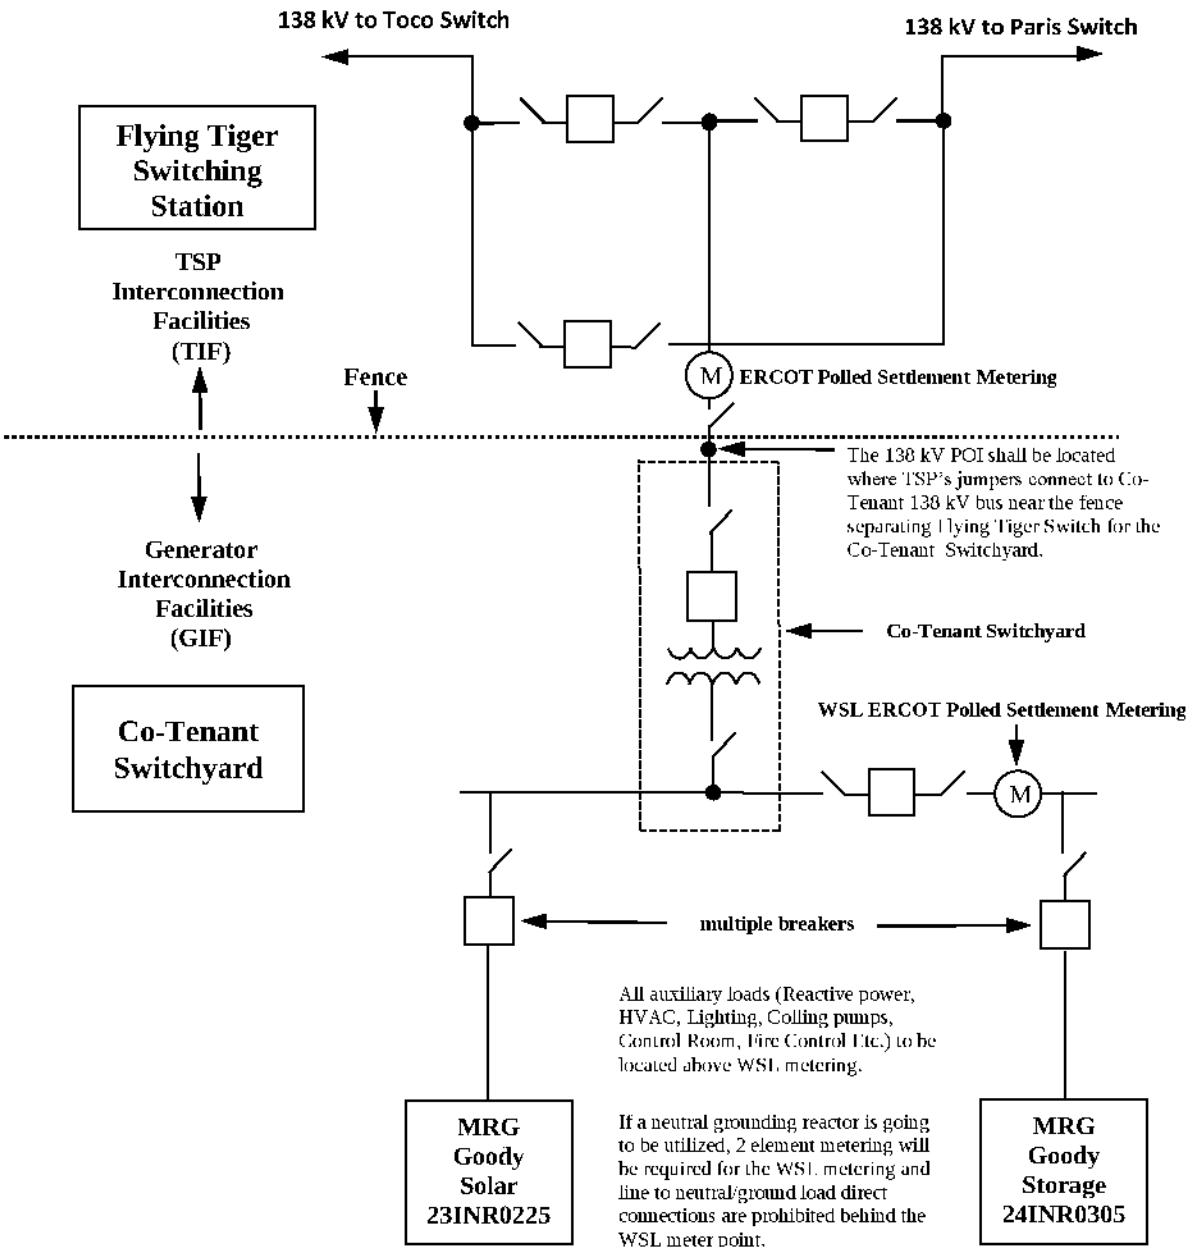 138 kV to Toco Switch
138 kV to Paris Switch
Flying Tiger
Switching
Station
TSP
Interconnection
Facilities
(TIF)
Fence
M
ERCOT Polled Settlement Metering
The 138 kV POI shall be located
where TSP's jumpers connect to Co-
Tenant 138 kV bus near the fence
separating Flying Tiger Switch for the
Co-Tenant Switchyard.
Generator
Interconnection
Facilities
(GIF)
Co-Tenant Switchyard
Co-Tenant
Switchyard
WSL ERCOT Polled Settlement Metering
M
multiple breakers
All auxiliary loads (Reactive power,
HVAC, Lighting, Colling pumps,
Control Room, Fire Control Etc.) to be
located above WSL metering.
MRG
Goody
Solar
23INR0225
If a neutral grounding reactor is going
to be utilized, 2 element metering will
be required for the WSL metering and
line to neutral/ground load direct
connections are prohibited behind the
WSL meter point.
MRG
Goody
Storage
24INR0305